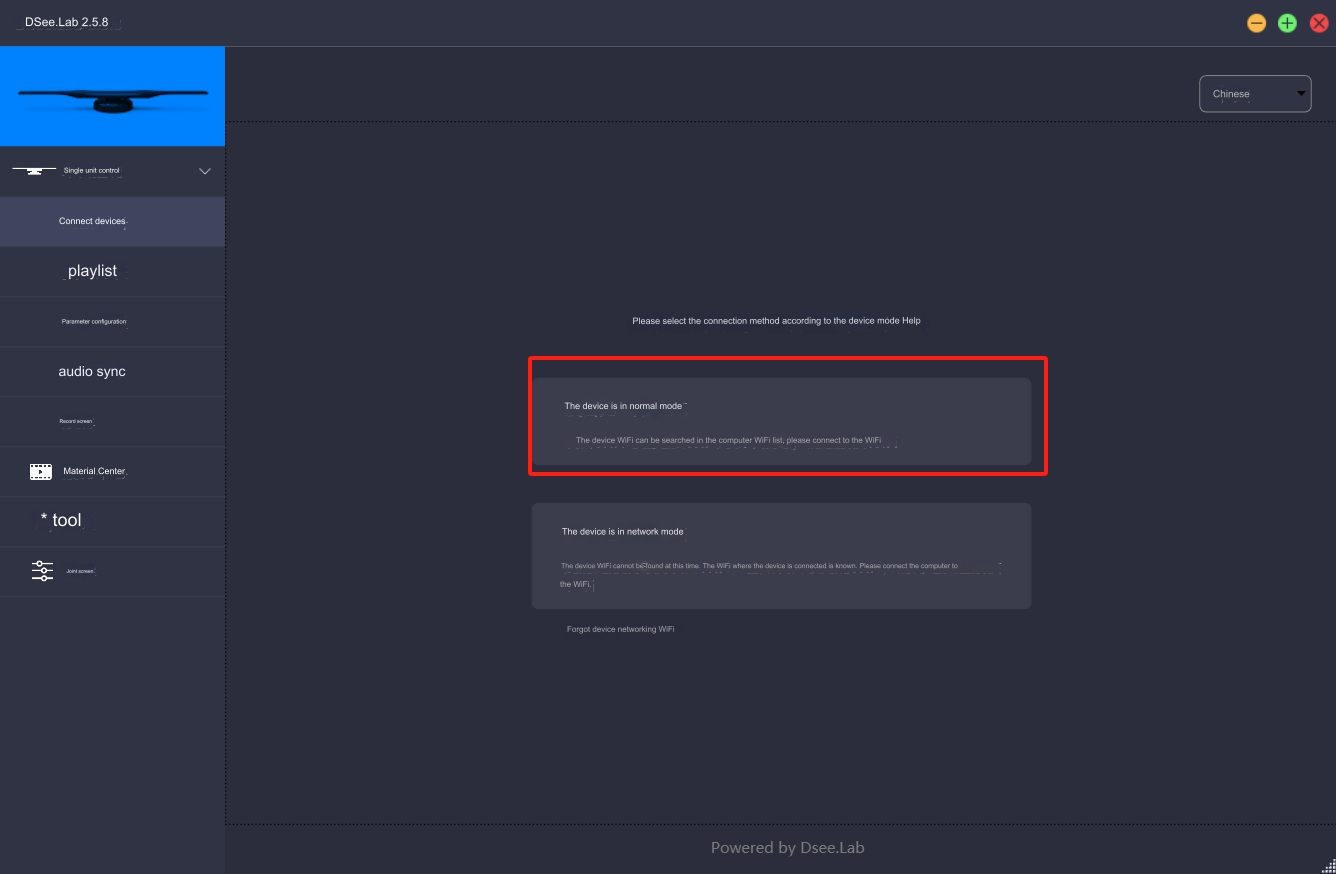 DSee.Lab 2.5.8
Chinese
Single unit control
Connect devices
playlist
Parameter configuration
audio sync
Record screen
Material Center
* tool
Joint screen
Please select the connection method according to the device mode Help
The device is in normal mode
The device WiFi can be searched in the computer WiFi list, please connect to the WiFi
The device is in network mode
The device WiFi cannot be found at this time. The WiFi where the device is connected is known. Please connect the computer to
the WiFi.
Forgot device networking WiFi
Powered by Dsee.Lab